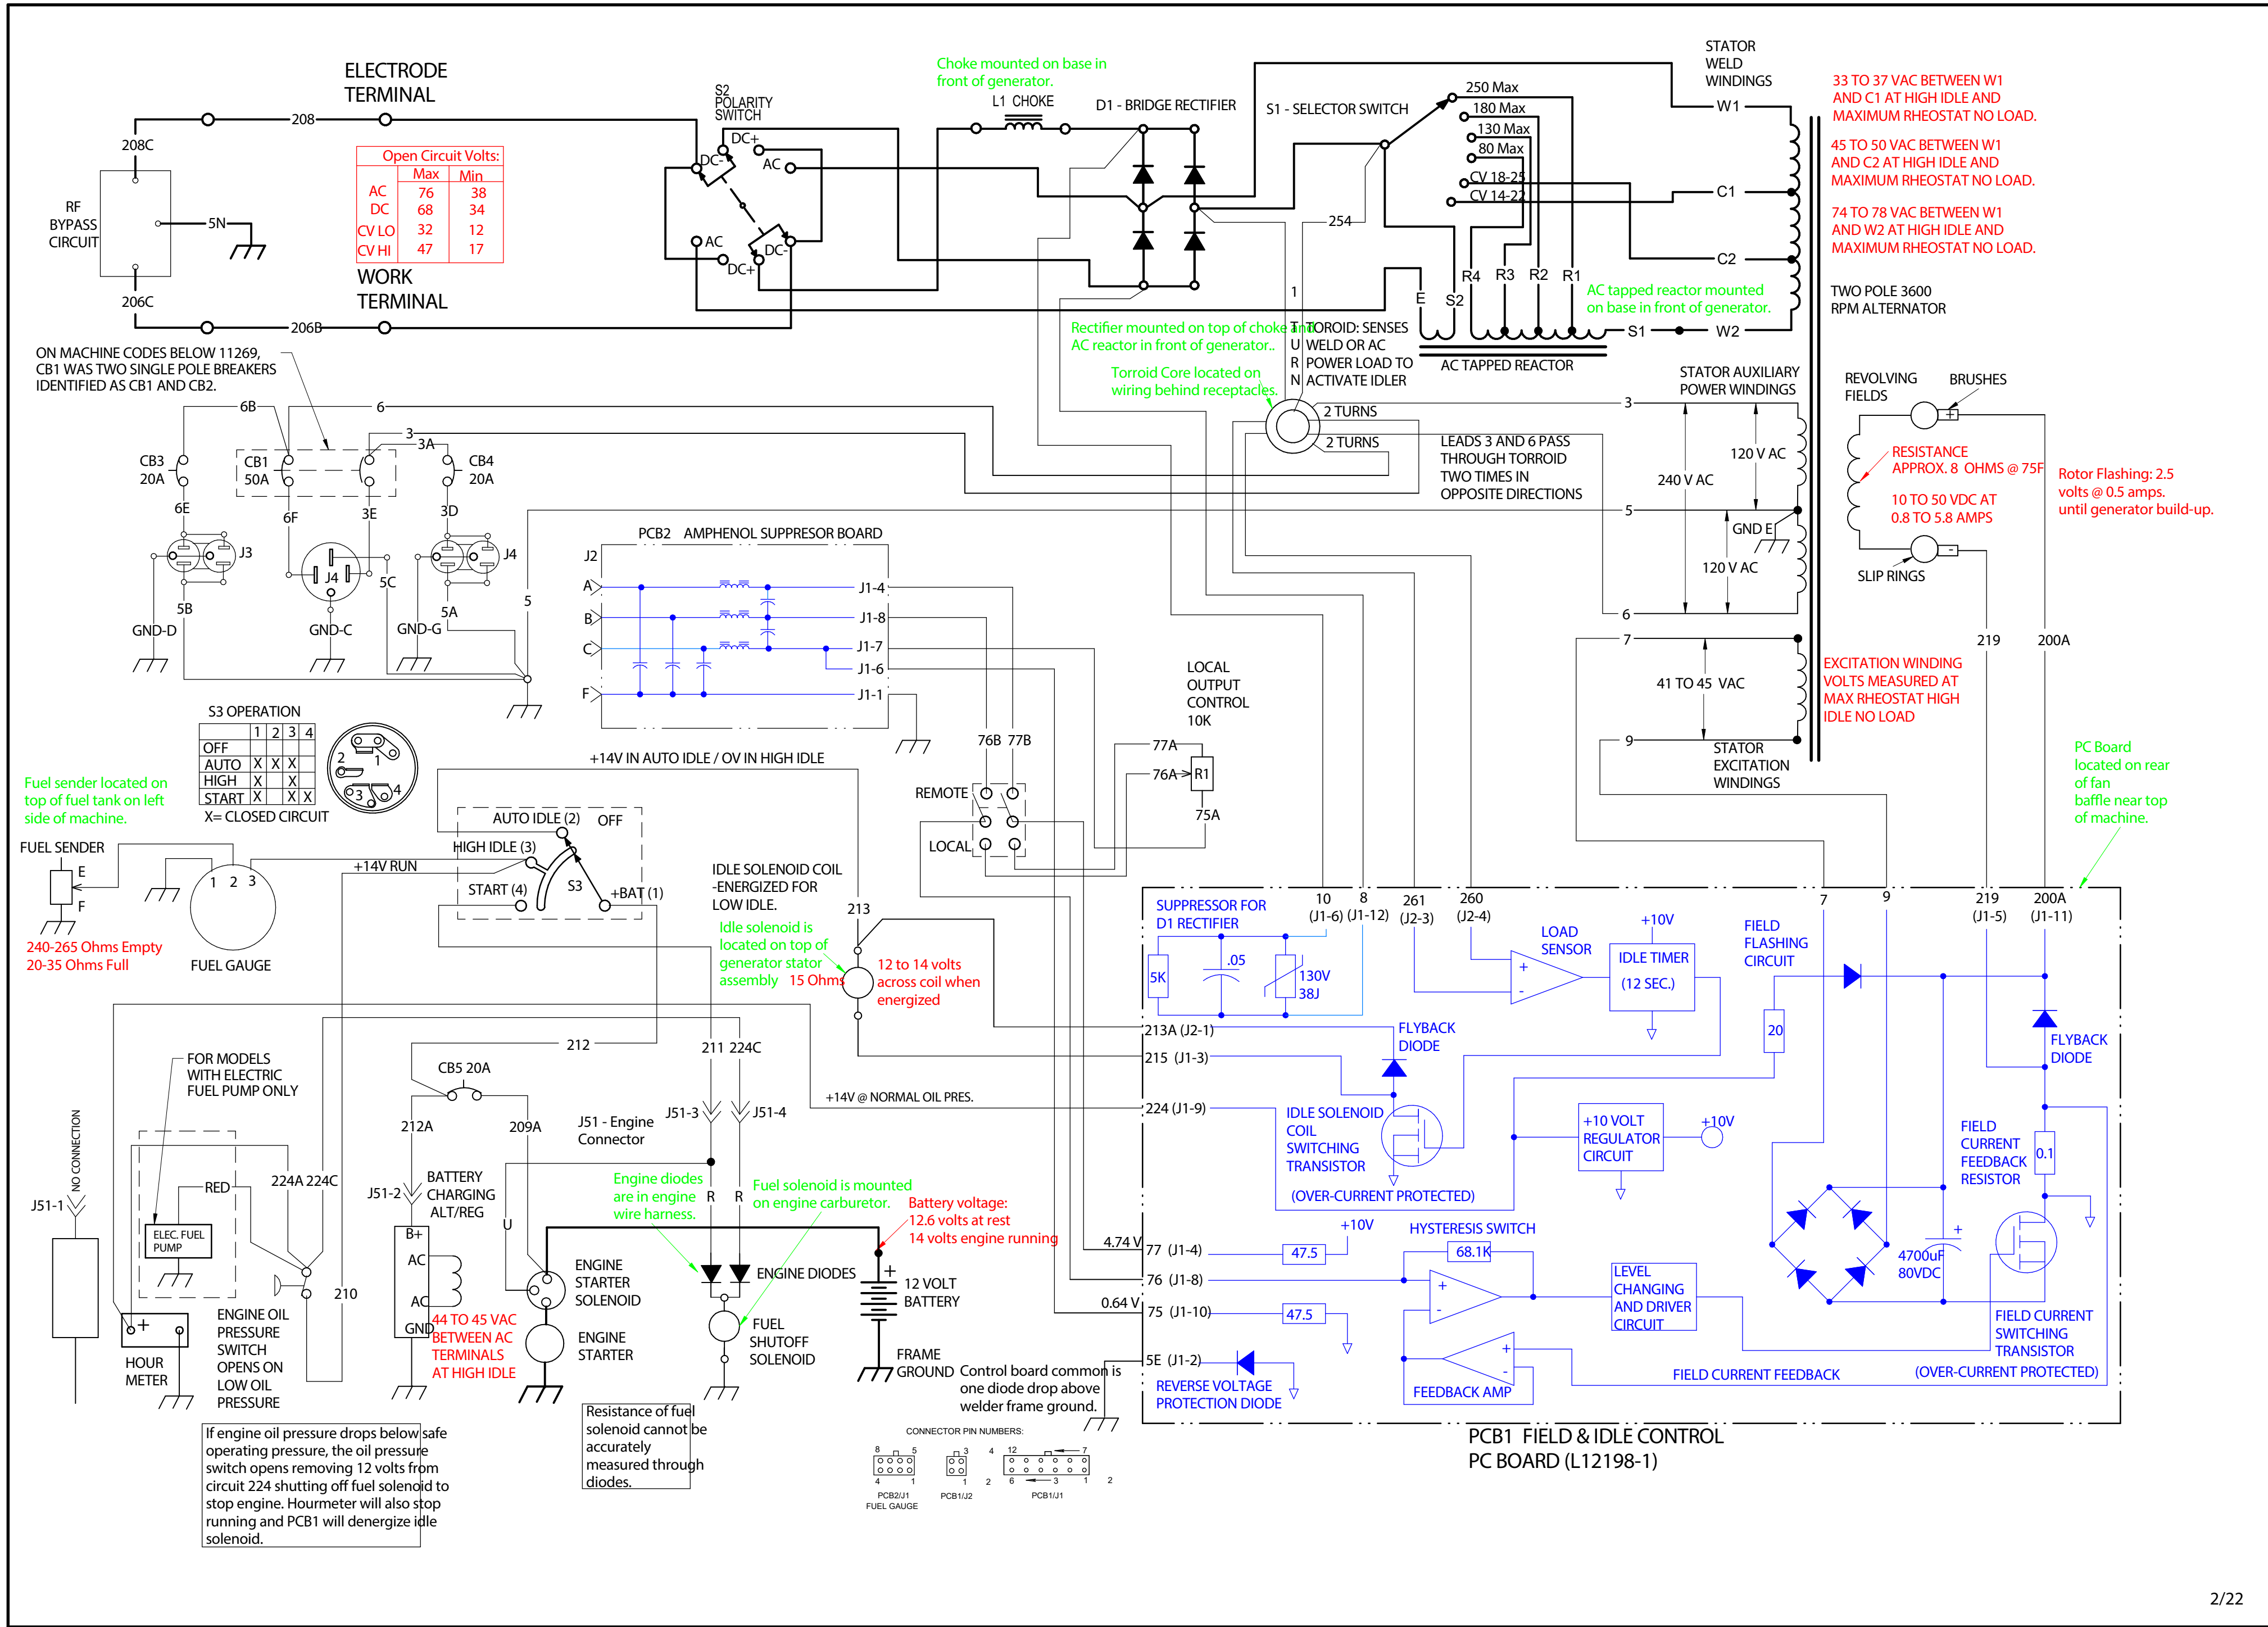 ELECTRODE
TERMINAL
208
208C
RF
BYPASS
CIRCUIT
5N
206C
206B
Open Circuit Volts:
Max Min
AC 76 38
DC 68 34
CV LO 32 12
CV HI 47 17
WORK
TERMINAL
S2
POLARITY
SWITCH
DC+
DC-
AC
AC
DC+
DC-
Choke mounted on base in
front of generator.
L1 CHOKE
D1 - BRIDGE RECTIFIER
S1 - SELECTOR SWITCH
250 Max
180 Max
130 Max
80 Max
CV 18-25
CV 14-22
254
STATOR
WELD
WINDINGS
W1
C1
C2
W2
S1
E
S2
R4
R3
R2
R1
33 TO 37 VAC BETWEEN W1
AND C1 AT HIGH IDLE AND
MAXIMUM RHEOSTAT NO LOAD.
45 TO 50 VAC BETWEEN W1
AND C2 AT HIGH IDLE AND
MAXIMUM RHEOSTAT NO LOAD.
74 TO 78 VAC BETWEEN W1
AND W2 AT HIGH IDLE AND
MAXIMUM RHEOSTAT NO LOAD.
TWO POLE 3600
RPM ALTERNATOR
AC tapped reactor mounted
on base in front of generator.
AC TAPPED REACTOR
Rectifier mounted on top of choke and
AC reactor in front of generator..
Torroid Core located on
wiring behind receptacles.
1
T
U
R
N
TOROID: SENSES
WELD OR AC
POWER LOAD TO
ACTIVATE IDLER
2 TURNS
2 TURNS
LEADS 3 AND 6 PASS
THROUGH TORROID
TWO TIMES IN
OPPOSITE DIRECTIONS
STATOR AUXILIARY
POWER WINDINGS
3
120 V AC
240 V AC
5
GND E
120 V AC
6
7
41 TO 45 VAC
9
STATOR
EXCITATION
WINDINGS
EXCITATION WINDING
VOLTS MEASURED AT
MAX RHEOSTAT HIGH
IDLE NO LOAD
REVOLVING
FIELDS
BRUSHES
+
-
SLIP RINGS
RESISTANCE
APPROX. 8 OHMS @ 75F
10 TO 50 VDC AT
0.8 TO 5.8 AMPS
Rotor Flashing: 2.5
volts @ 0.5 amps.
until generator build-up.
219
200A
PC Board
located on rear
of fan
baffle near top
of machine.
ON MACHINE CODES BELOW 11269,
CB1 WAS TWO SINGLE POLE BREAKERS
IDENTIFIED AS CB1 AND CB2.
6B
6
3
3A
CB3
20A
CB1
50A
CB4
20A
6E
6F
3E
3D
J3
J4
J4
5C
5B
5A
5
GND-D
GND-C
GND-G
PCB2 AMPHENOL SUPPRESOR BOARD
J2
A
B
C
F
J1-4
J1-8
J1-7
J1-6
J1-1
S3 OPERATION
1 2 3 4
OFF
AUTO X X X
HIGH X X
START X X X
X= CLOSED CIRCUIT
2
1
3
4
+14V IN AUTO IDLE / OV IN HIGH IDLE
76B 77B
LOCAL
OUTPUT
CONTROL
10K
77A
76A
R1
75A
REMOTE
LOCAL
Fuel sender located on
top of fuel tank on left
side of machine.
FUEL SENDER
E
F
1 2 3
FUEL GAUGE
240-265 Ohms Empty
20-35 Ohms Full
+14V RUN
AUTO IDLE (2)
OFF
HIGH IDLE (3)
START (4)
S3
+BAT (1)
IDLE SOLENOID COIL
-ENERGIZED FOR
LOW IDLE.
213
Idle solenoid is
located on top of
generator stator
assembly
15 Ohms
12 to 14 volts
across coil when
energized
212
211 224C
FOR MODELS
WITH ELECTRIC
FUEL PUMP ONLY
CB5 20A
212A
209A
J51 - Engine
Connector
J51-3
J51-4
+14V @ NORMAL OIL PRES.
NO CONNECTION
J51-1
RED
224A 224C
ELEC. FUEL
PUMP
+
HOUR
METER
210
ENGINE OIL
PRESSURE
SWITCH
OPENS ON
LOW OIL
PRESSURE
J51-2
BATTERY
CHARGING
ALT/REG
B+
AC
AC
GND
44 TO 45 VAC
BETWEEN AC
TERMINALS
AT HIGH IDLE
U
R
R
Engine diodes
are in engine
wire harness.
Fuel solenoid is mounted
on engine carburetor.
ENGINE
STARTER
SOLENOID
ENGINE
STARTER
ENGINE DIODES
FUEL
SHUTOFF
SOLENOID
Battery voltage:
12.6 volts at rest
14 volts engine running
+
12 VOLT
BATTERY
FRAME
GROUND
Control board common is
one diode drop above
welder frame ground.
Resistance of fuel
solenoid cannot be
accurately
measured through
diodes.
If engine oil pressure drops below safe
operating pressure, the oil pressure
switch opens removing 12 volts from
circuit 224 shutting off fuel solenoid to
stop engine. Hourmeter will also stop
running and PCB1 will denergize idle
solenoid.
CONNECTOR PIN NUMBERS:
8 5
4 1
PCB2/J1
FUEL GAUGE
4 3
2 1
PCB1/J2
12 7
6 3 1 2
PCB1/J1
SUPPRESSOR FOR
D1 RECTIFIER
10
(J1-6)
8
(J1-12)
261
(J2-3)
260
(J2-4)
7
9
219
(J1-5)
200A
(J1-11)
5K
.05
130V
38J
LOAD
SENSOR
+
-
+10V
IDLE TIMER
(12 SEC.)
FIELD
FLASHING
CIRCUIT
20
213A (J2-1)
215 (J1-3)
224 (J1-9)
FLYBACK
DIODE
IDLE SOLENOID
COIL
SWITCHING
TRANSISTOR
(OVER-CURRENT PROTECTED)
+10 VOLT
REGULATOR
CIRCUIT
+10V
FLYBACK
DIODE
FIELD
CURRENT
FEEDBACK
RESISTOR
0.1
4.74 V
77 (J1-4)
47.5
+10V
76 (J1-8)
0.64 V
75 (J1-10)
47.5
HYSTERESIS SWITCH
68.1K
+
-
LEVEL
CHANGING
AND DRIVER
CIRCUIT
+
4700uF
80VDC
FIELD CURRENT
SWITCHING
TRANSISTOR
(OVER-CURRENT PROTECTED)
5E (J1-2)
REVERSE VOLTAGE
PROTECTION DIODE
+
-
FEEDBACK AMP
FIELD CURRENT FEEDBACK
PCB1 FIELD & IDLE CONTROL
PC BOARD (L12198-1)
2/22